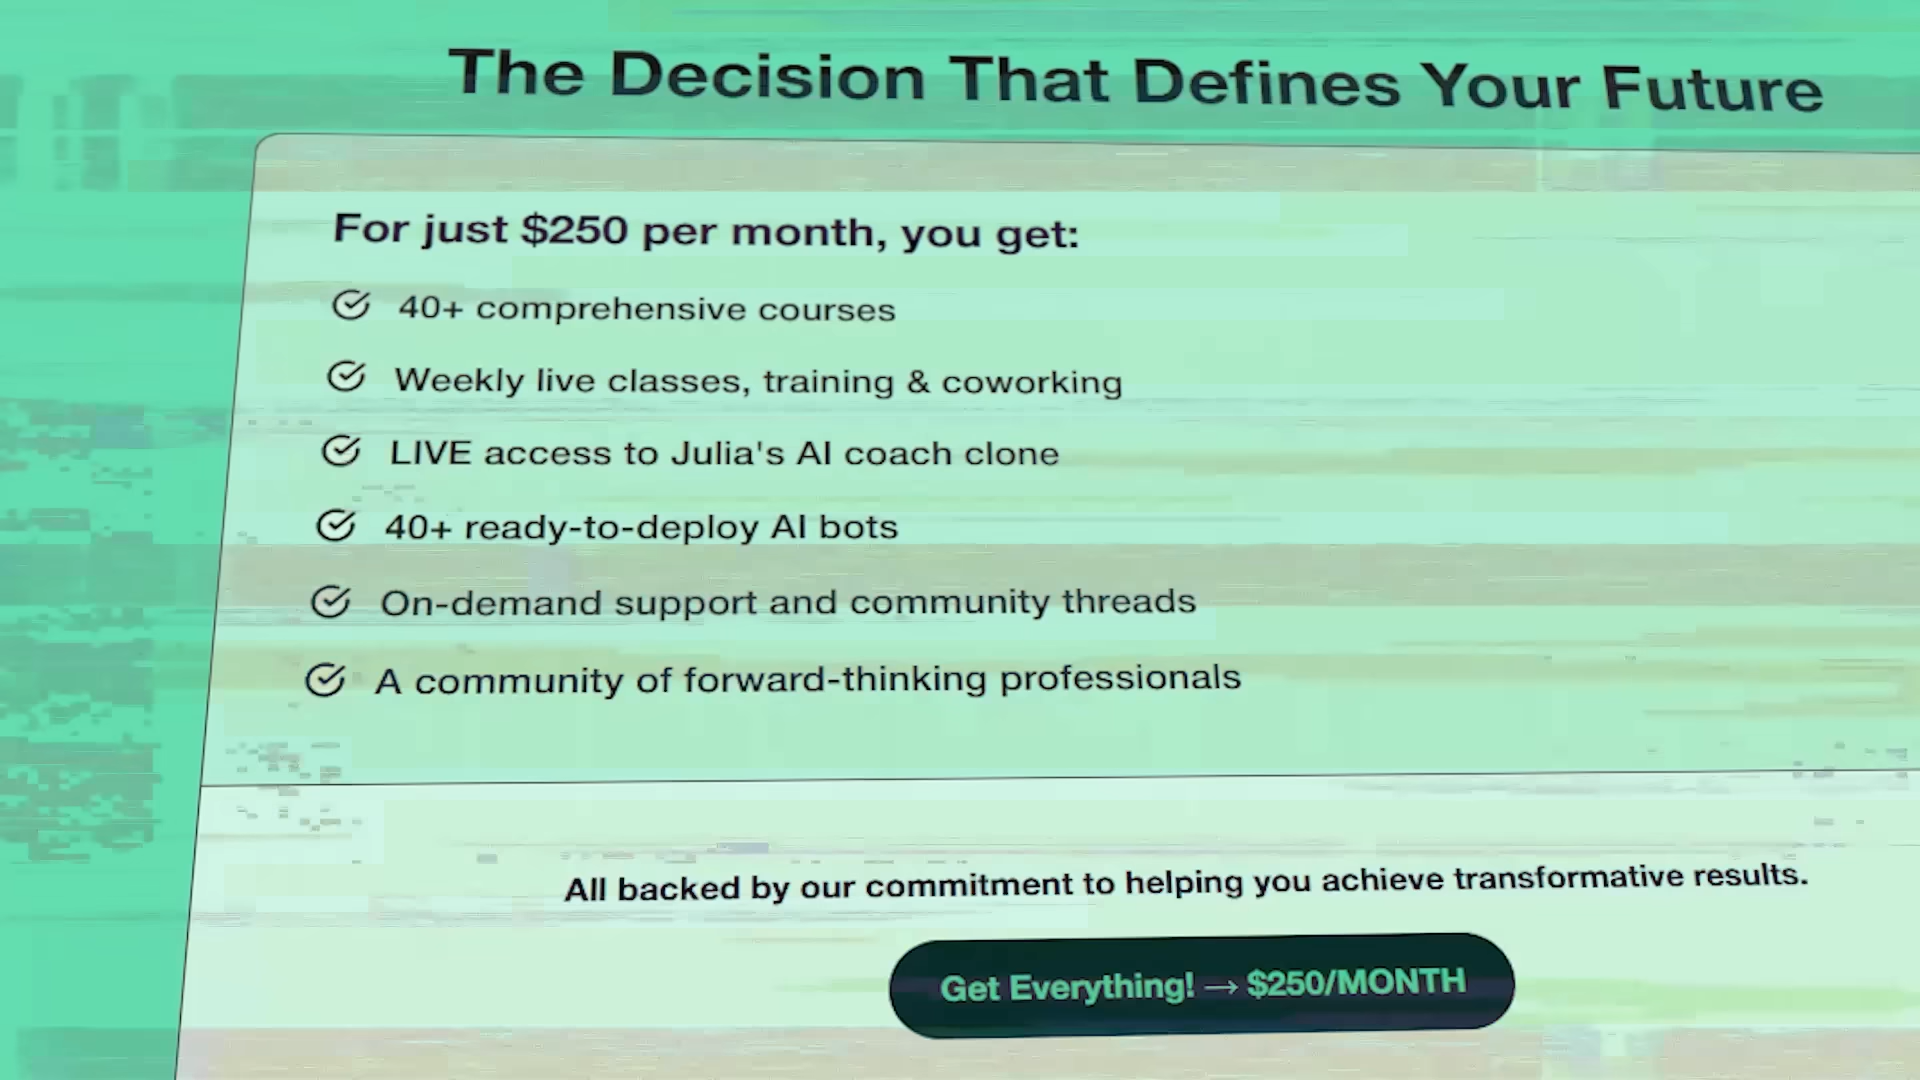 The Decision That Defines Your Future
For just $250 per month, you get:
40+ comprehensive courses
Weekly live classes, training & coworking
LIVE access to Julia's AI coach clone
40+ ready-to-deploy AI bots
On-demand support and community threads
A community of forward-thinking professionals
All backed by our commitment to helping you achieve transformative results.
Get Everything! → $250/MONTH